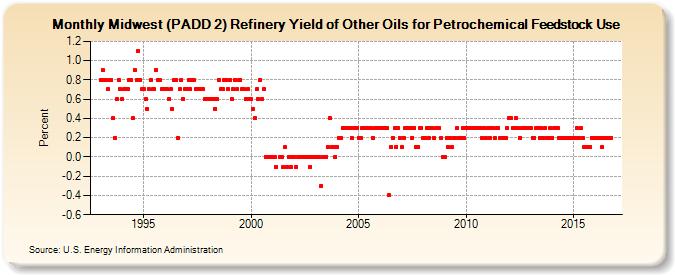 Monthly Midwest (PADD 2) Refinery Yield of Other Oils for Petrochemical Feedstock Use
Percent
1.2
1.0
0.8
0.6
0.4
0.2
0.0
-0.2
-0.4
-0.6
1995 2000 2005 2010 2015
Source: U.S. Energy Information Administration